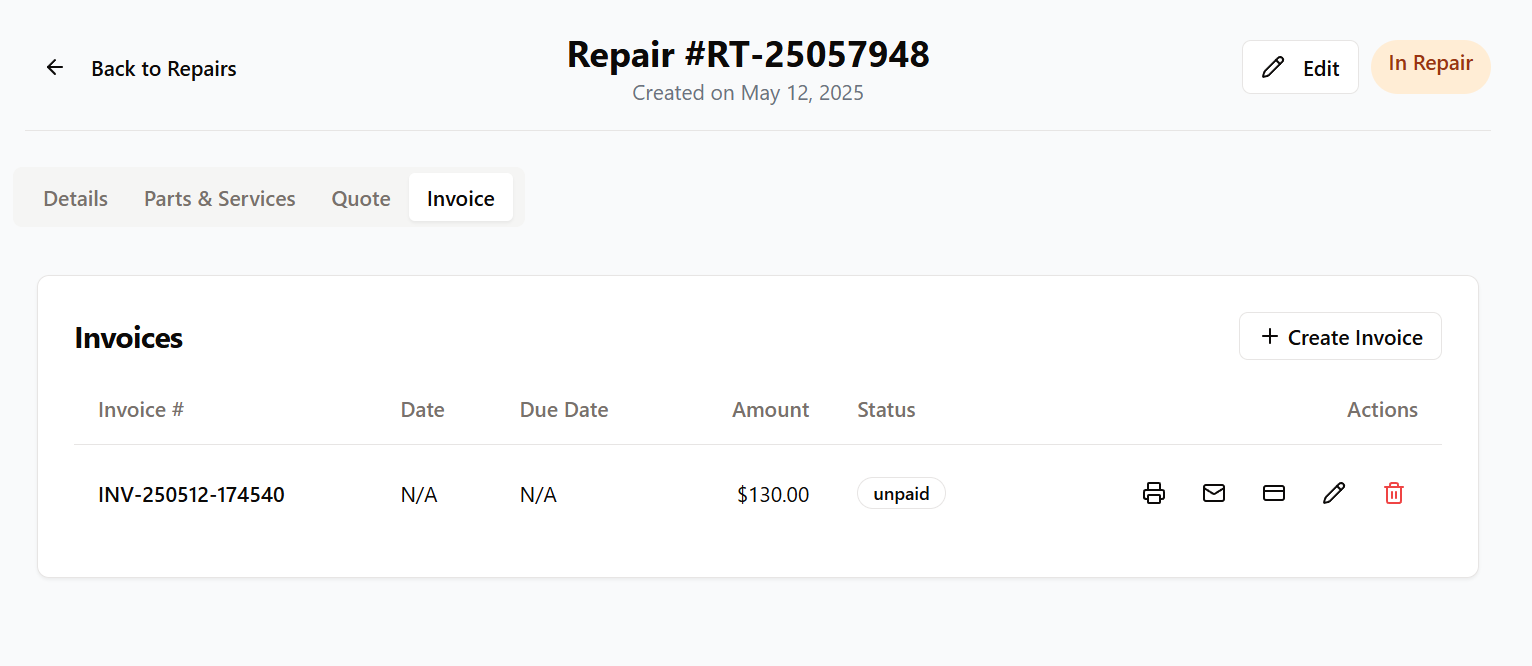 Back to Repairs
Repair #RT-25057948
Created on May 12, 2025
Edit
In Repair
Details
Parts & Services
Quote
Invoice
Invoices
Create Invoice
Invoice # Date Due Date Amount Status Actions
INV-250512-174540 N/A N/A $130.00 unpaid